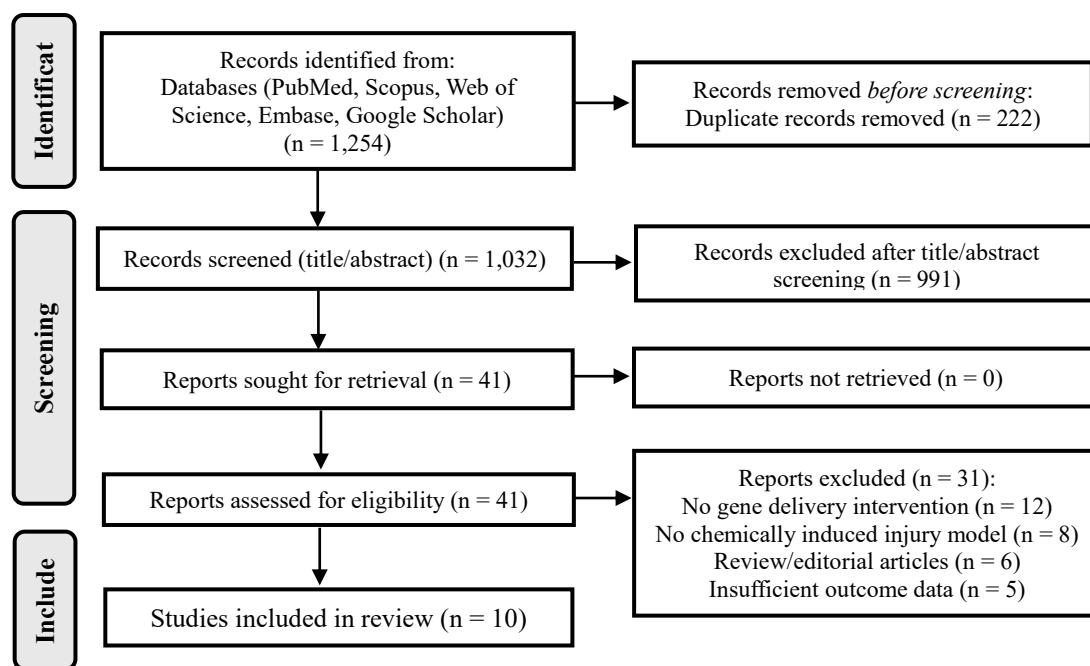 Identificat
Records identified from:
Databases (PubMed, Scopus, Web of
Science, Embase, Google Scholar)
(n = 1,254)
Records removed before screening:
Duplicate records removed (n = 222)
Screening
Records screened (title/abstract) (n = 1,032)
Records excluded after title/abstract
screening (n = 991)
Reports sought for retrieval (n = 41)
Reports not retrieved (n = 0)
Reports assessed for eligibility (n = 41)
Reports excluded (n = 31):
No gene delivery intervention (n = 12)
No chemically induced injury model (n = 8)
Review/editorial articles (n = 6)
Insufficient outcome data (n = 5)
Include
Studies included in review (n = 10)